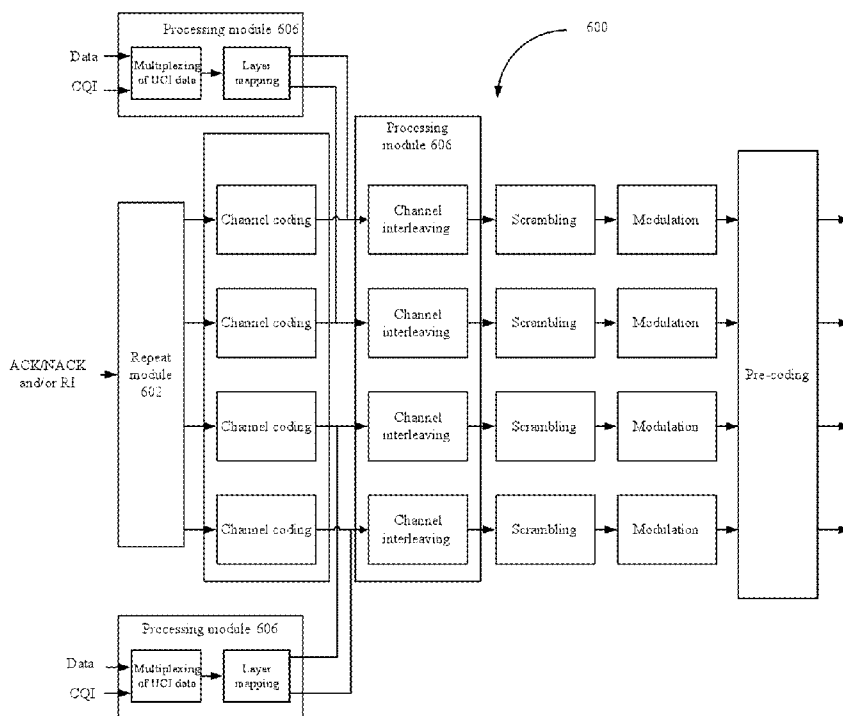 Processing module 606
600
Data
CQI
Multiplexing
of UCI data
Layer
mapping
Processing
module 606
Channel coding
Channel
interleaving
Scrambling
Modulation
Channel coding
Channel
interleaving
Scrambling
Modulation
ACK/NACK
and/or RI
Repeat
module
602
Pre-coding
Channel coding
Channel
interleaving
Scrambling
Modulation
Channel coding
Channel
interleaving
Scrambling
Modulation
Processing module 606
Data
CQI
Multiplexing
of UCI data
Layer
mapping